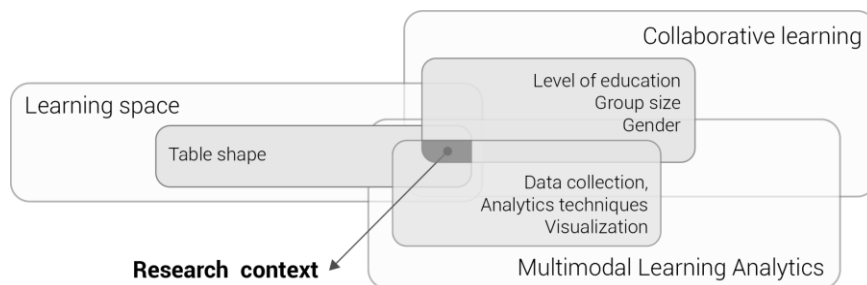 Collaborative learning
Level of education
Group size
Gender
Learning space
Table shape
Data collection,
Analytics techniques
Visualization
Research context
Multimodal Learning Analytics